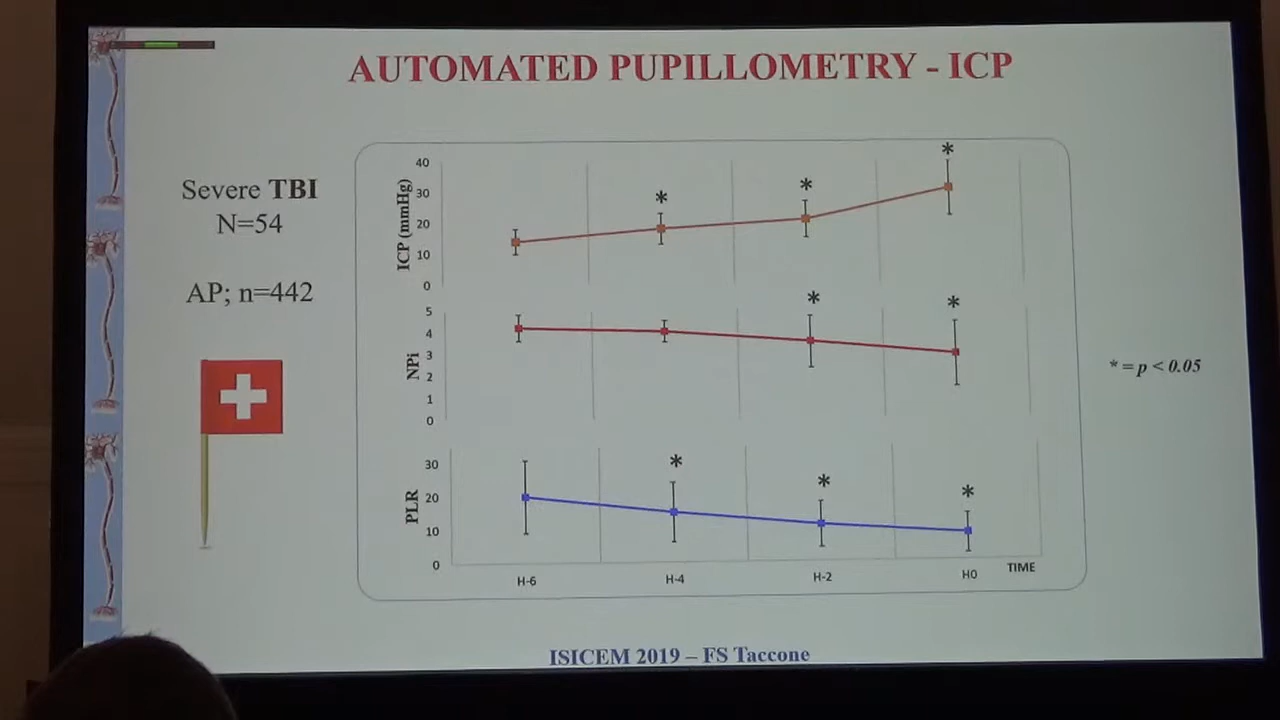 AUTOMATED PUPILLOMETRY - ICP
Severe TBI
N=54
AP; n=442
ICP (mmHg)
40
30
20
10
0
*
*
*
NPi
5
4
3
2
1
0
*
*
PLR
30
20
10
0
*
*
*
H-6
H-4
H-2
H0
TIME
* = p < 0.05
ISICEM 2019 – FS Taccone